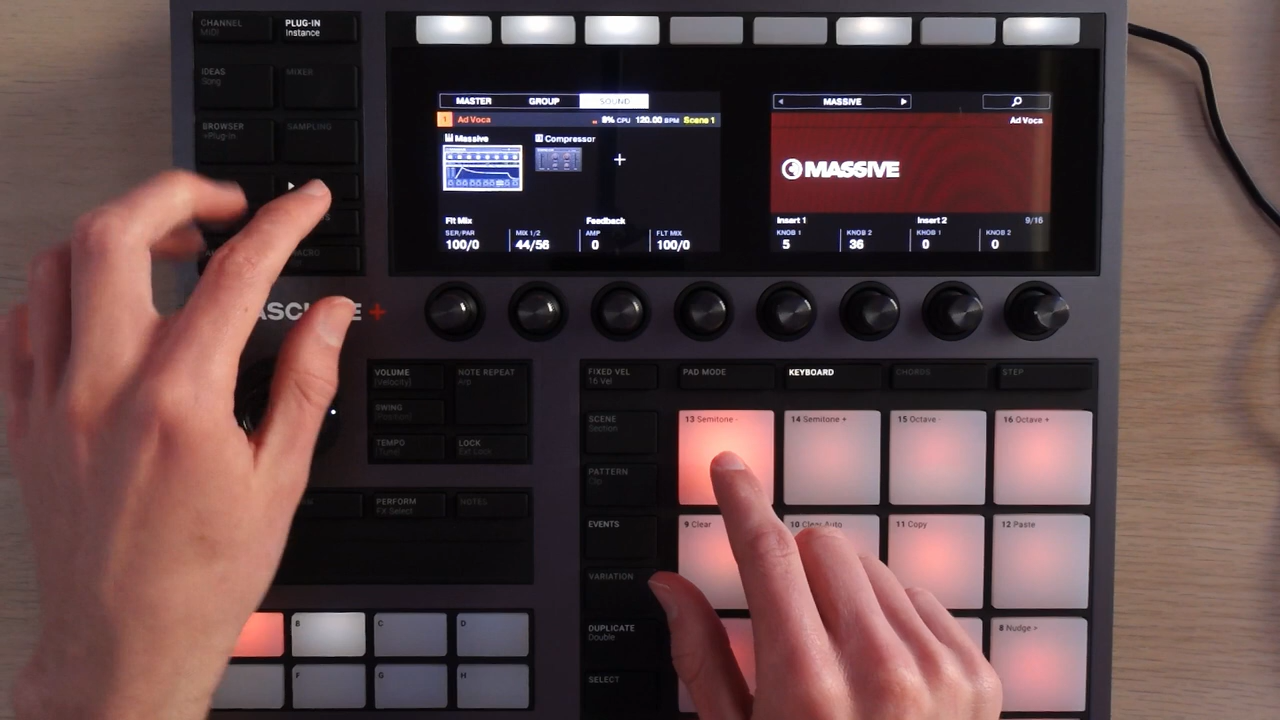 CHANNEL
MIDI
PLUG-IN
Instance
IDEAS
Song
MIXER
BROWSER
+Plug-In
SAMPLING
MASTER GROUP SOUND
1 Ad Voca 8% CPU 120.00 BPM Scene 1
Massive Compressor
+
Flt Mix Feedback
SER/PAR MIX 1/2 AMP FLT MIX
100/0 44/56 0 100/0
MASSIVE
Ad Voca
MASSIVE
Insert 1 Insert 2 9/16
KNOB 1 KNOB 2 KNOB 1 KNOB 2
5 36 0 0
VOLUME
(Velocity)
NOTE REPEAT
Arp
SWING
TEMPO
(Tune)
LOCK
Ext Lock
PERFORM
FX Select
NOTES
FIXED VEL
16 Vel
PAD MODE
KEYBOARD
CHORDS
STEP
SCENE
Section
PATTERN
Clip
EVENTS
VARIATION
DUPLICATE
Double
SELECT
13 Semitone -
14 Semitone +
15 Octave -
16 Octave +
9 Clear
10 Clear Auto
11 Copy
12 Paste
8 Nudge >
B C D
F G H